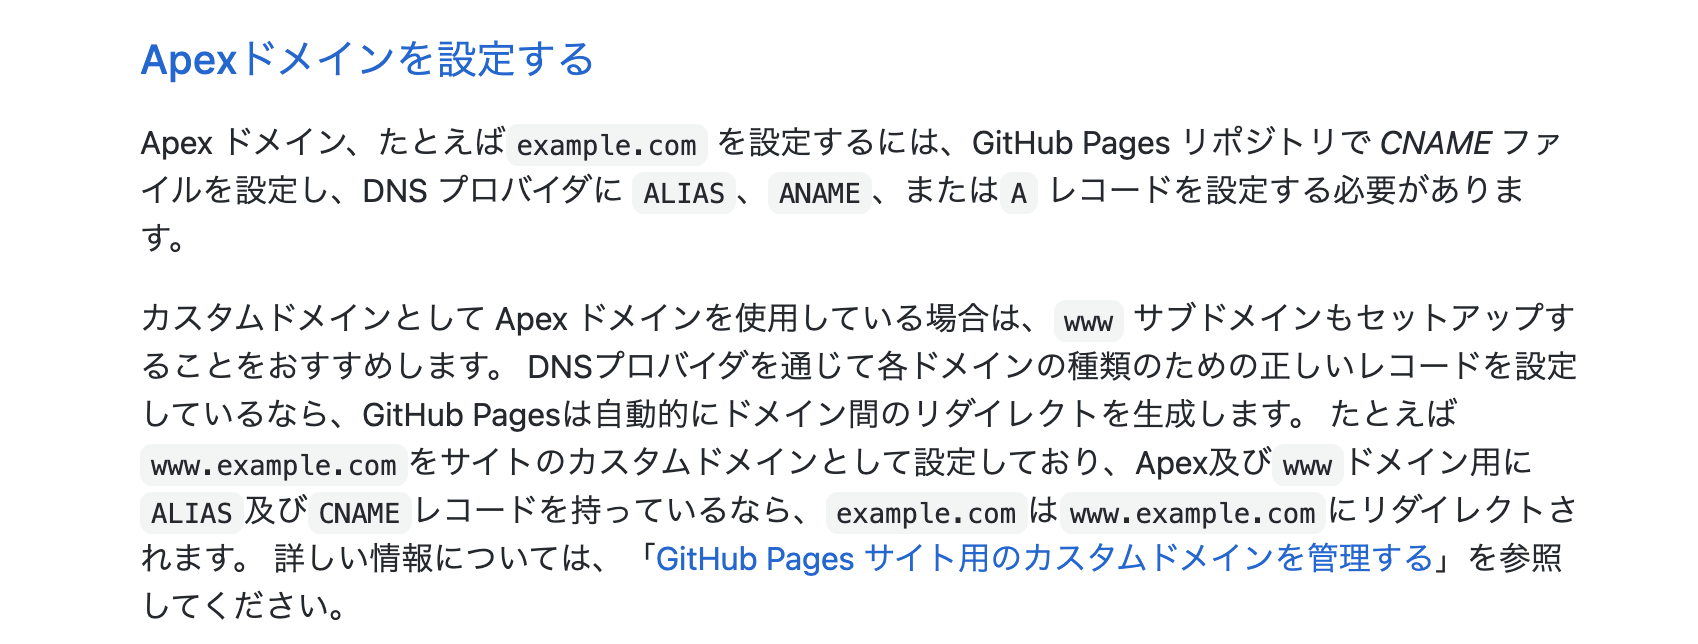 Apexドメインを設定する
Apex ドメイン、たとえば example.com を設定するには、GitHub Pages リポジトリで CNAME ファ
イルを設定し、DNS プロバイダに ALIAS 、 ANAME 、または A レコードを設定する必要がありま
す。
カスタムドメインとして Apex ドメインを使用している場合は、 www サブドメインもセットアップす
ることをおすすめします。 DNSプロバイダを通じて各ドメインの種類のための正しいレコードを設定
しているなら、GitHub Pagesは自動的にドメイン間のリダイレクトを生成します。 たとえば
www.example.com をサイトのカスタムドメインとして設定しており、Apex及び www ドメイン用に
ALIAS 及び CNAME レコードを持っているなら、 example.com は www.example.com にリダイレクトさ
れます。 詳しい情報については、「GitHub Pages サイト用のカスタムドメインを管理する」を参照
してください。